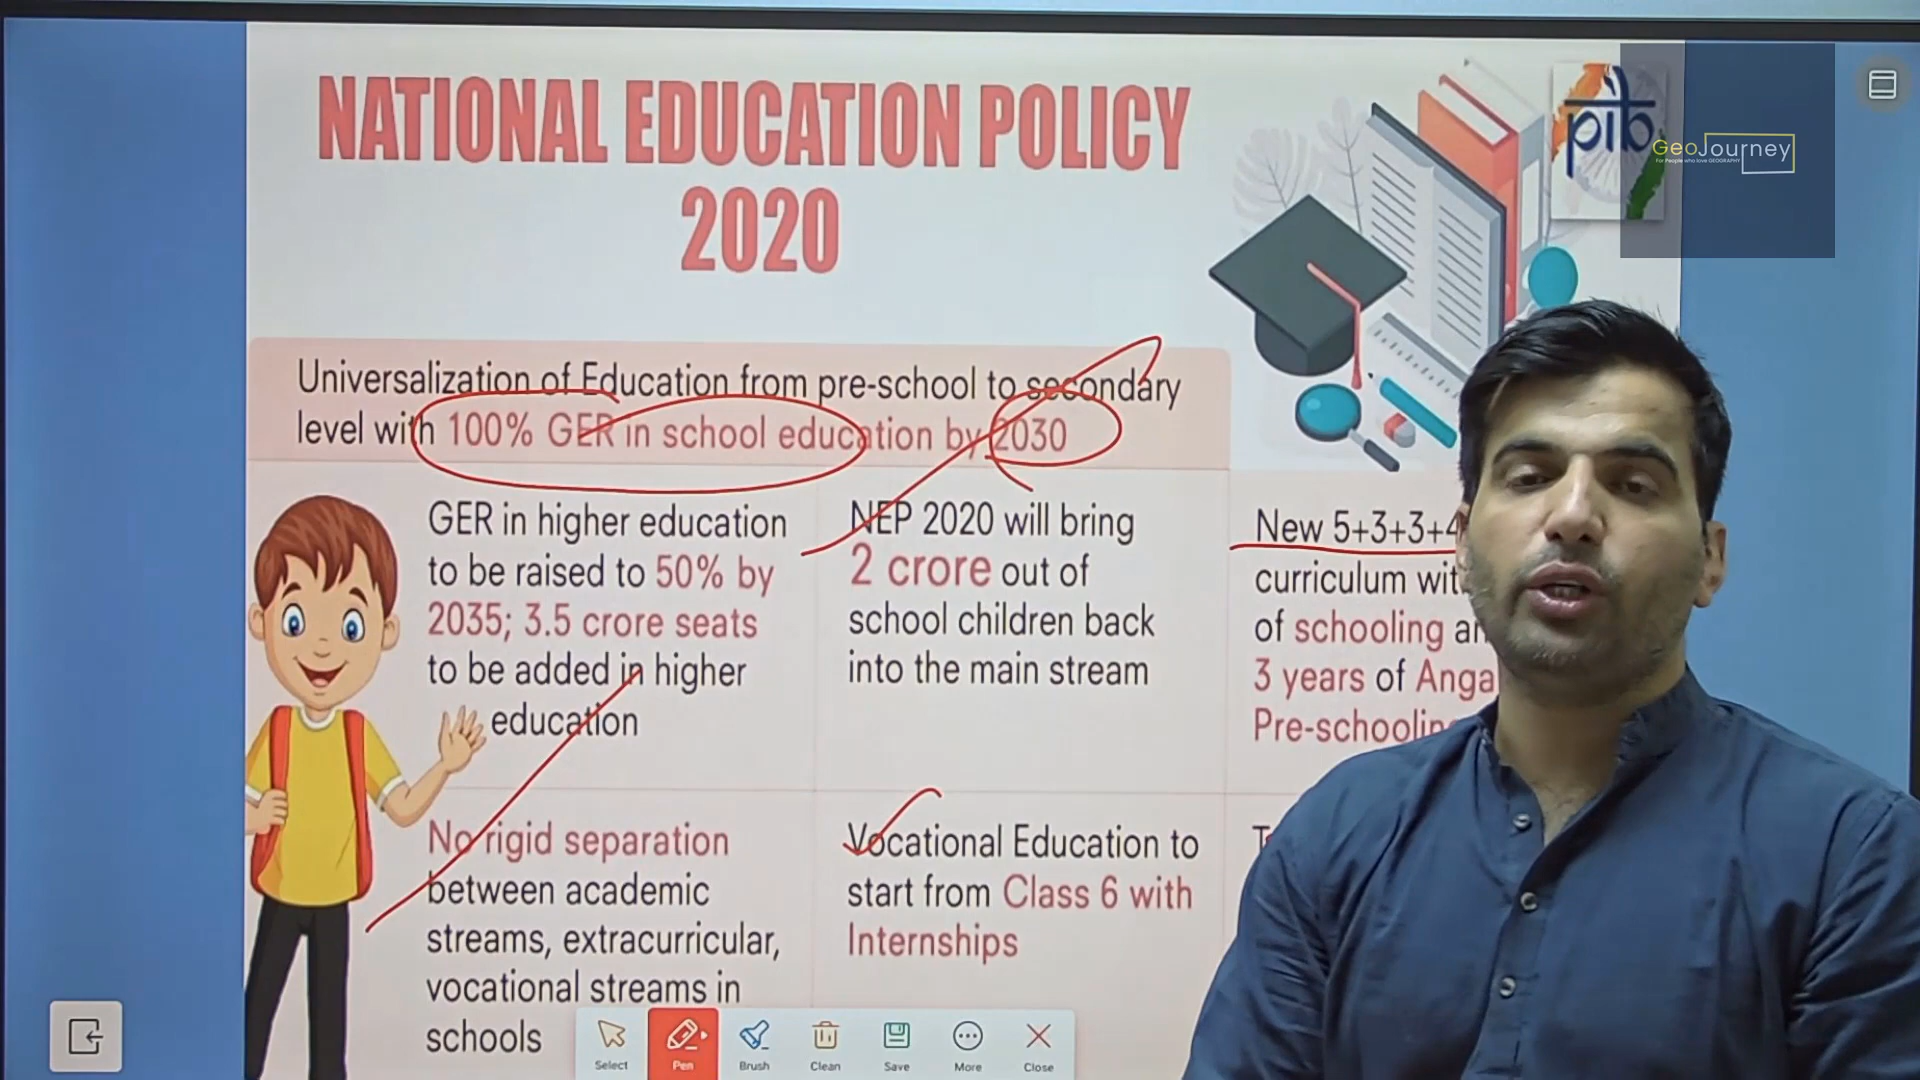 NATIONAL EDUCATION POLICY
2020
pib
GeoJourney
For People who love GEOGRAPHY
Universalization of Education from pre-school to secondary
level with 100% GER in school education by 2030
GER in higher education
to be raised to 50% by
2035; 3.5 crore seats
to be added in higher
education
NEP 2020 will bring
2 crore out of
school children back
into the main stream
New 5+3+3+4
curriculum
of schooling
3 years of
No rigid separation
between academic
streams, extracurricular,
vocational streams in
schools
Vocational Education to
start from Class 6 with
Internships
Select
Pen
Brush
Clean
Save
More
Close